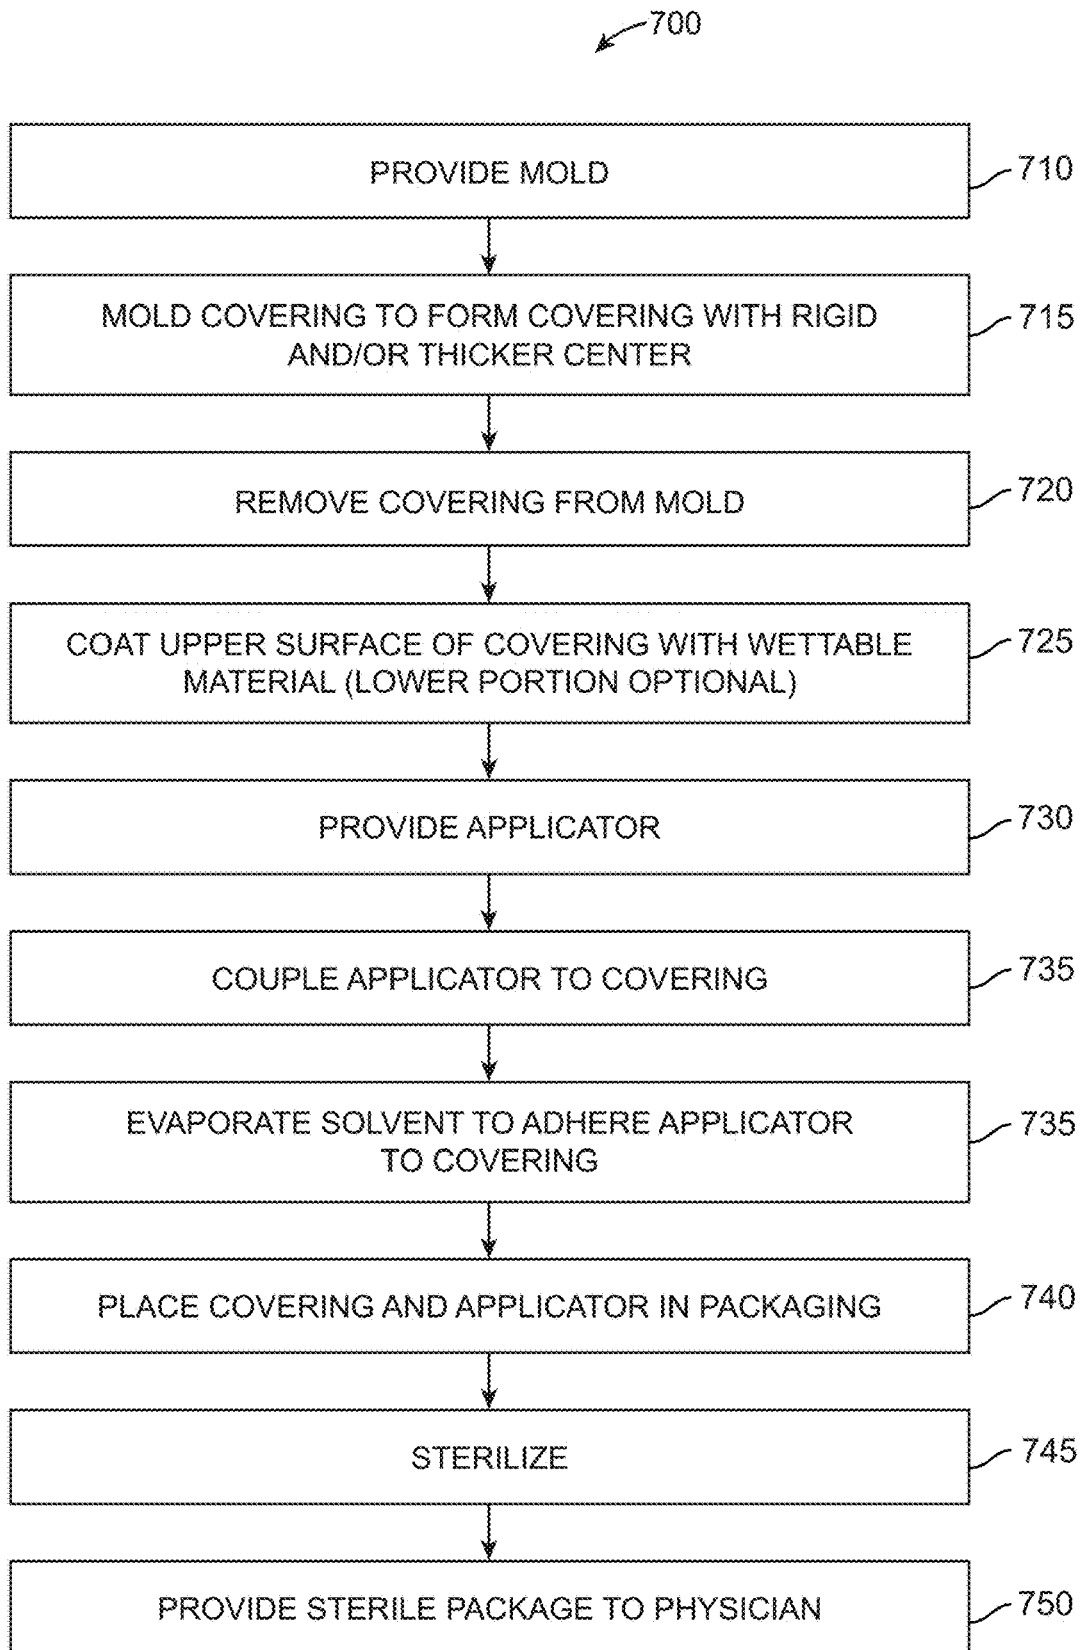 700
PROVIDE MOLD
710
MOLD COVERING TO FORM COVERING WITH RIGID
AND/OR THICKER CENTER
715
REMOVE COVERING FROM MOLD
720
COAT UPPER SURFACE OF COVERING WITH WETTABLE
MATERIAL (LOWER PORTION OPTIONAL)
725
PROVIDE APPLICATOR
730
COUPLE APPLICATOR TO COVERING
735
EVAPORATE SOLVENT TO ADHERE APPLICATOR
TO COVERING
735
PLACE COVERING AND APPLICATOR IN PACKAGING
740
STERILIZE
745
PROVIDE STERILE PACKAGE TO PHYSICIAN
750